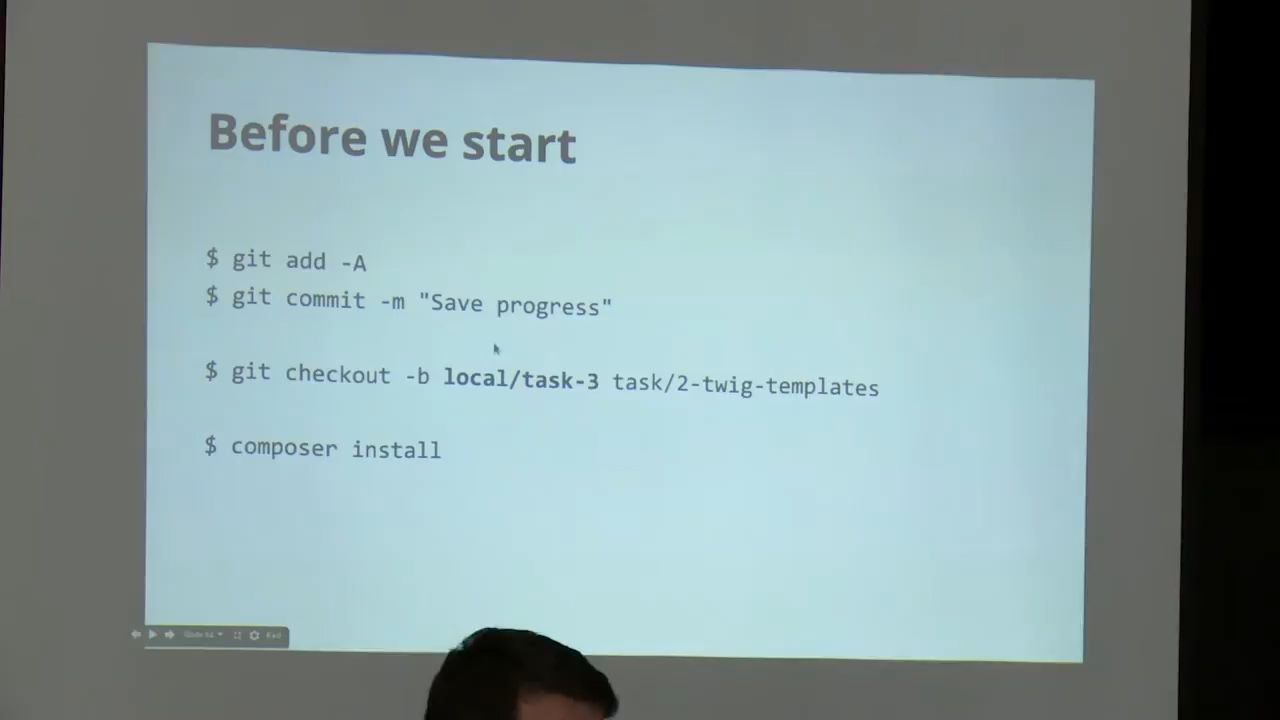 Before we start
$ git add -A
$ git commit -m "Save progress"
$ git checkout -b local/task-3 task/2-twig-templates
$ composer install